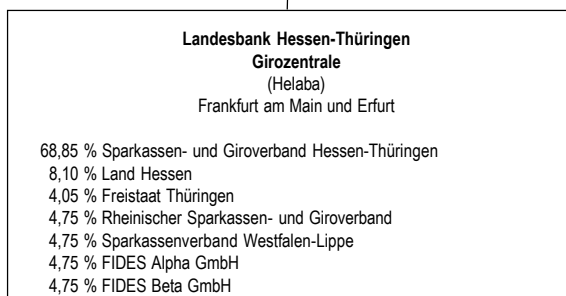 Landesbank Hessen-Thüringen
Girozentrale
(Helaba)
Frankfurt am Main und Erfurt
68,85 % Sparkassen- und Giroverband Hessen-Thüringen
8,10 % Land Hessen
4,05 % Freistaat Thüringen
4,75 % Rheinischer Sparkassen- und Giroverband
4,75 % Sparkassenverband Westfalen-Lippe
4,75 % FIDES Alpha GmbH
4,75 % FIDES Beta GmbH